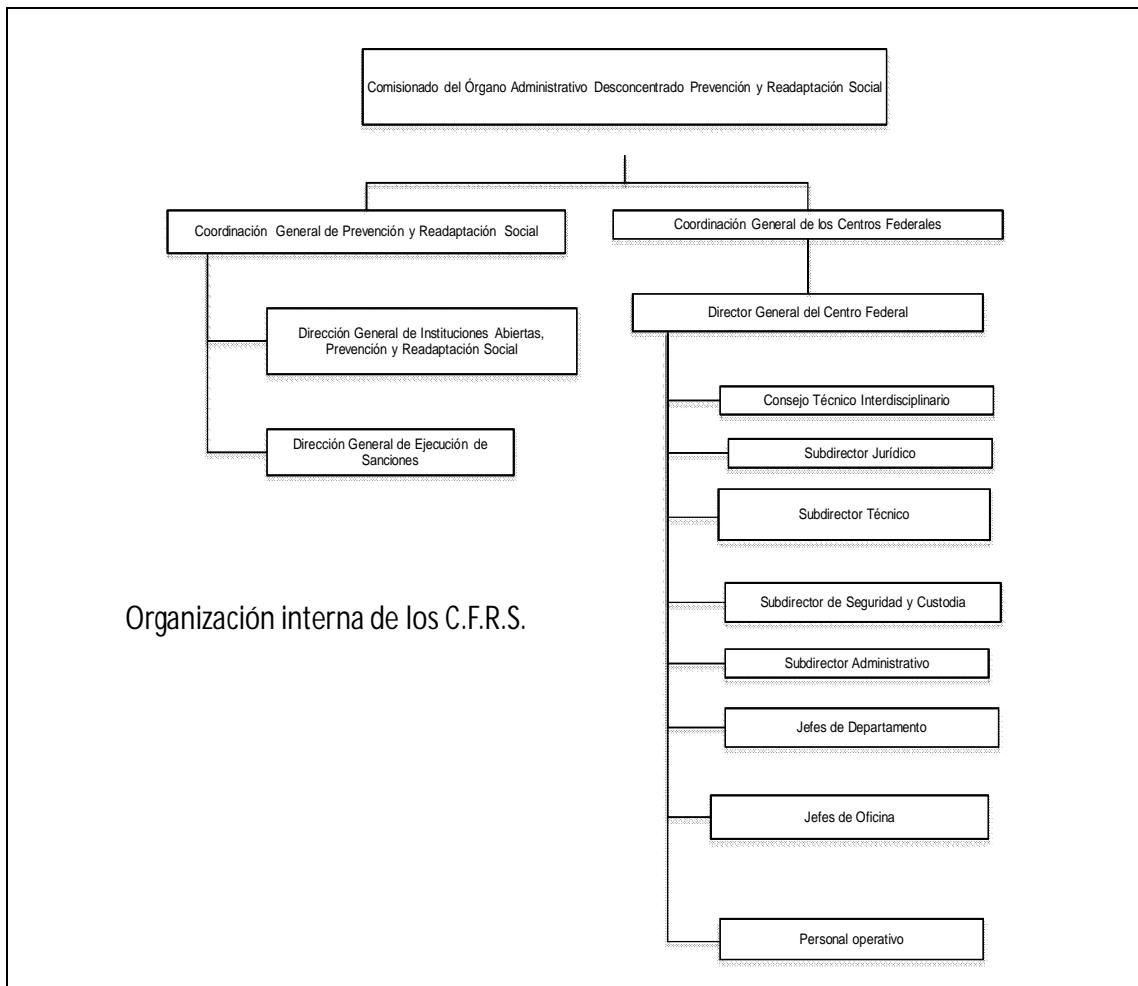 Comisionado del Órgano Administrativo Desconcentrado Prevención y Readaptación Social
Coordinación General de Prevención y Readaptación Social
Coordinación General de los Centros Federales
Dirección General de Instituciones Abiertas,
Prevención y Readaptación Social
Dirección General de Ejecución de
Sanciones
Director General del Centro Federal
Consejo Técnico Interdisciplinario
Subdirector Jurídico
Subdirector Técnico
Subdirector de Seguridad y Custodia
Subdirector Administrativo
Jefes de Departamento
Jefes de Oficina
Personal operativo
Organización interna de los C.F.R.S.